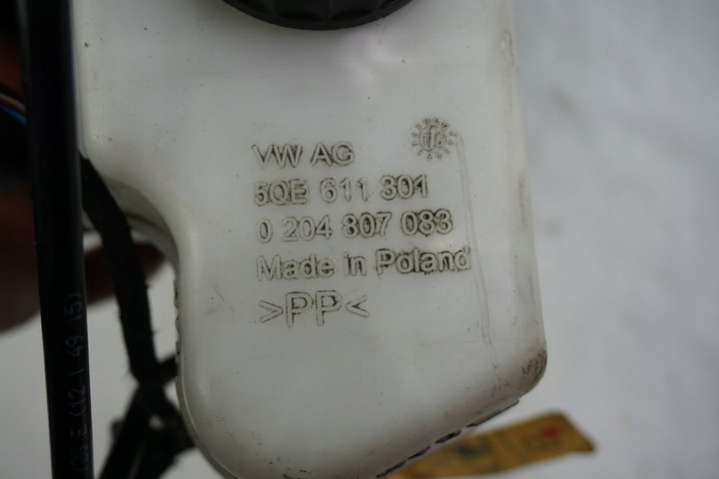 VW AG
5QE 611 301
0 204 807 083
Made in Poland
>PP<